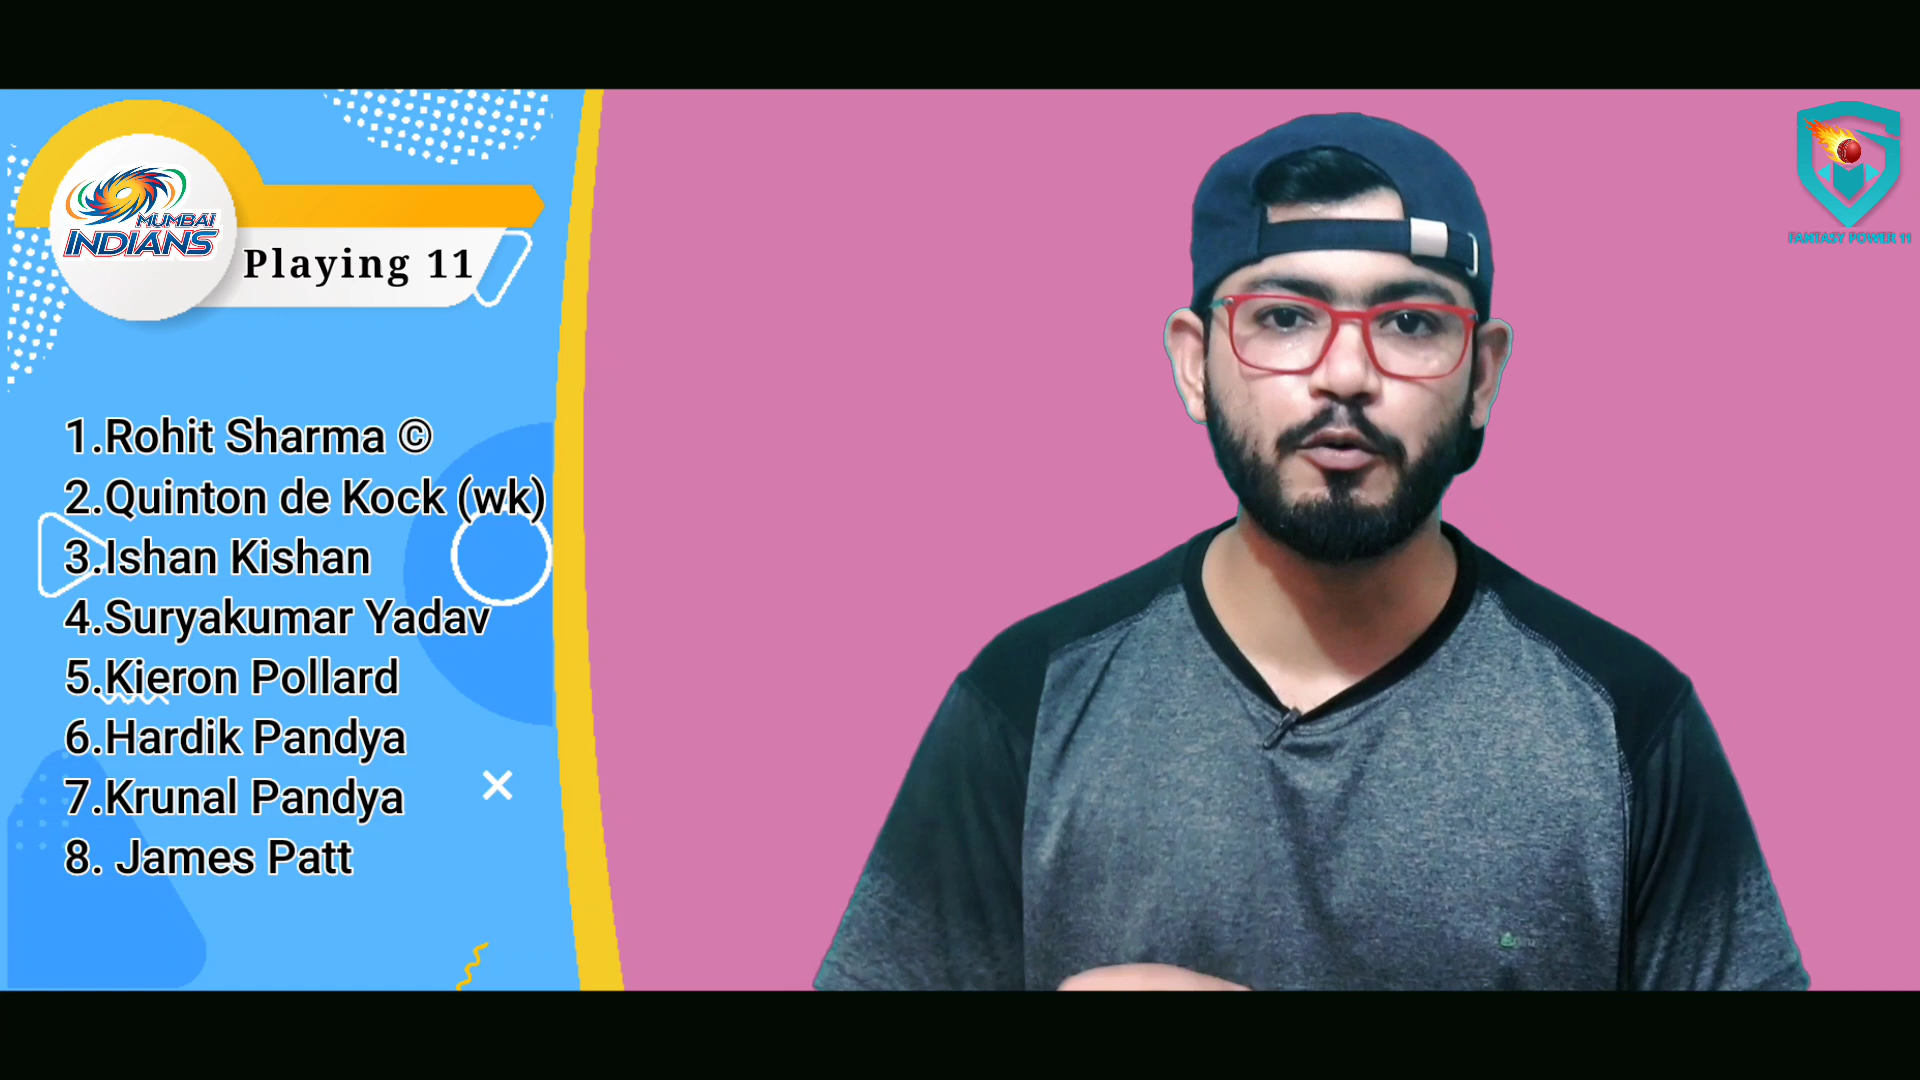 MUMBAI
INDIANS
Playing 11
1.Rohit Sharma ©
2.Quinton de Kock (wk)
3.Ishan Kishan
4.Suryakumar Yadav
5.Kieron Pollard
6.Hardik Pandya
7.Krunal Pandya
8. James Patt
FANTASY POWER 11